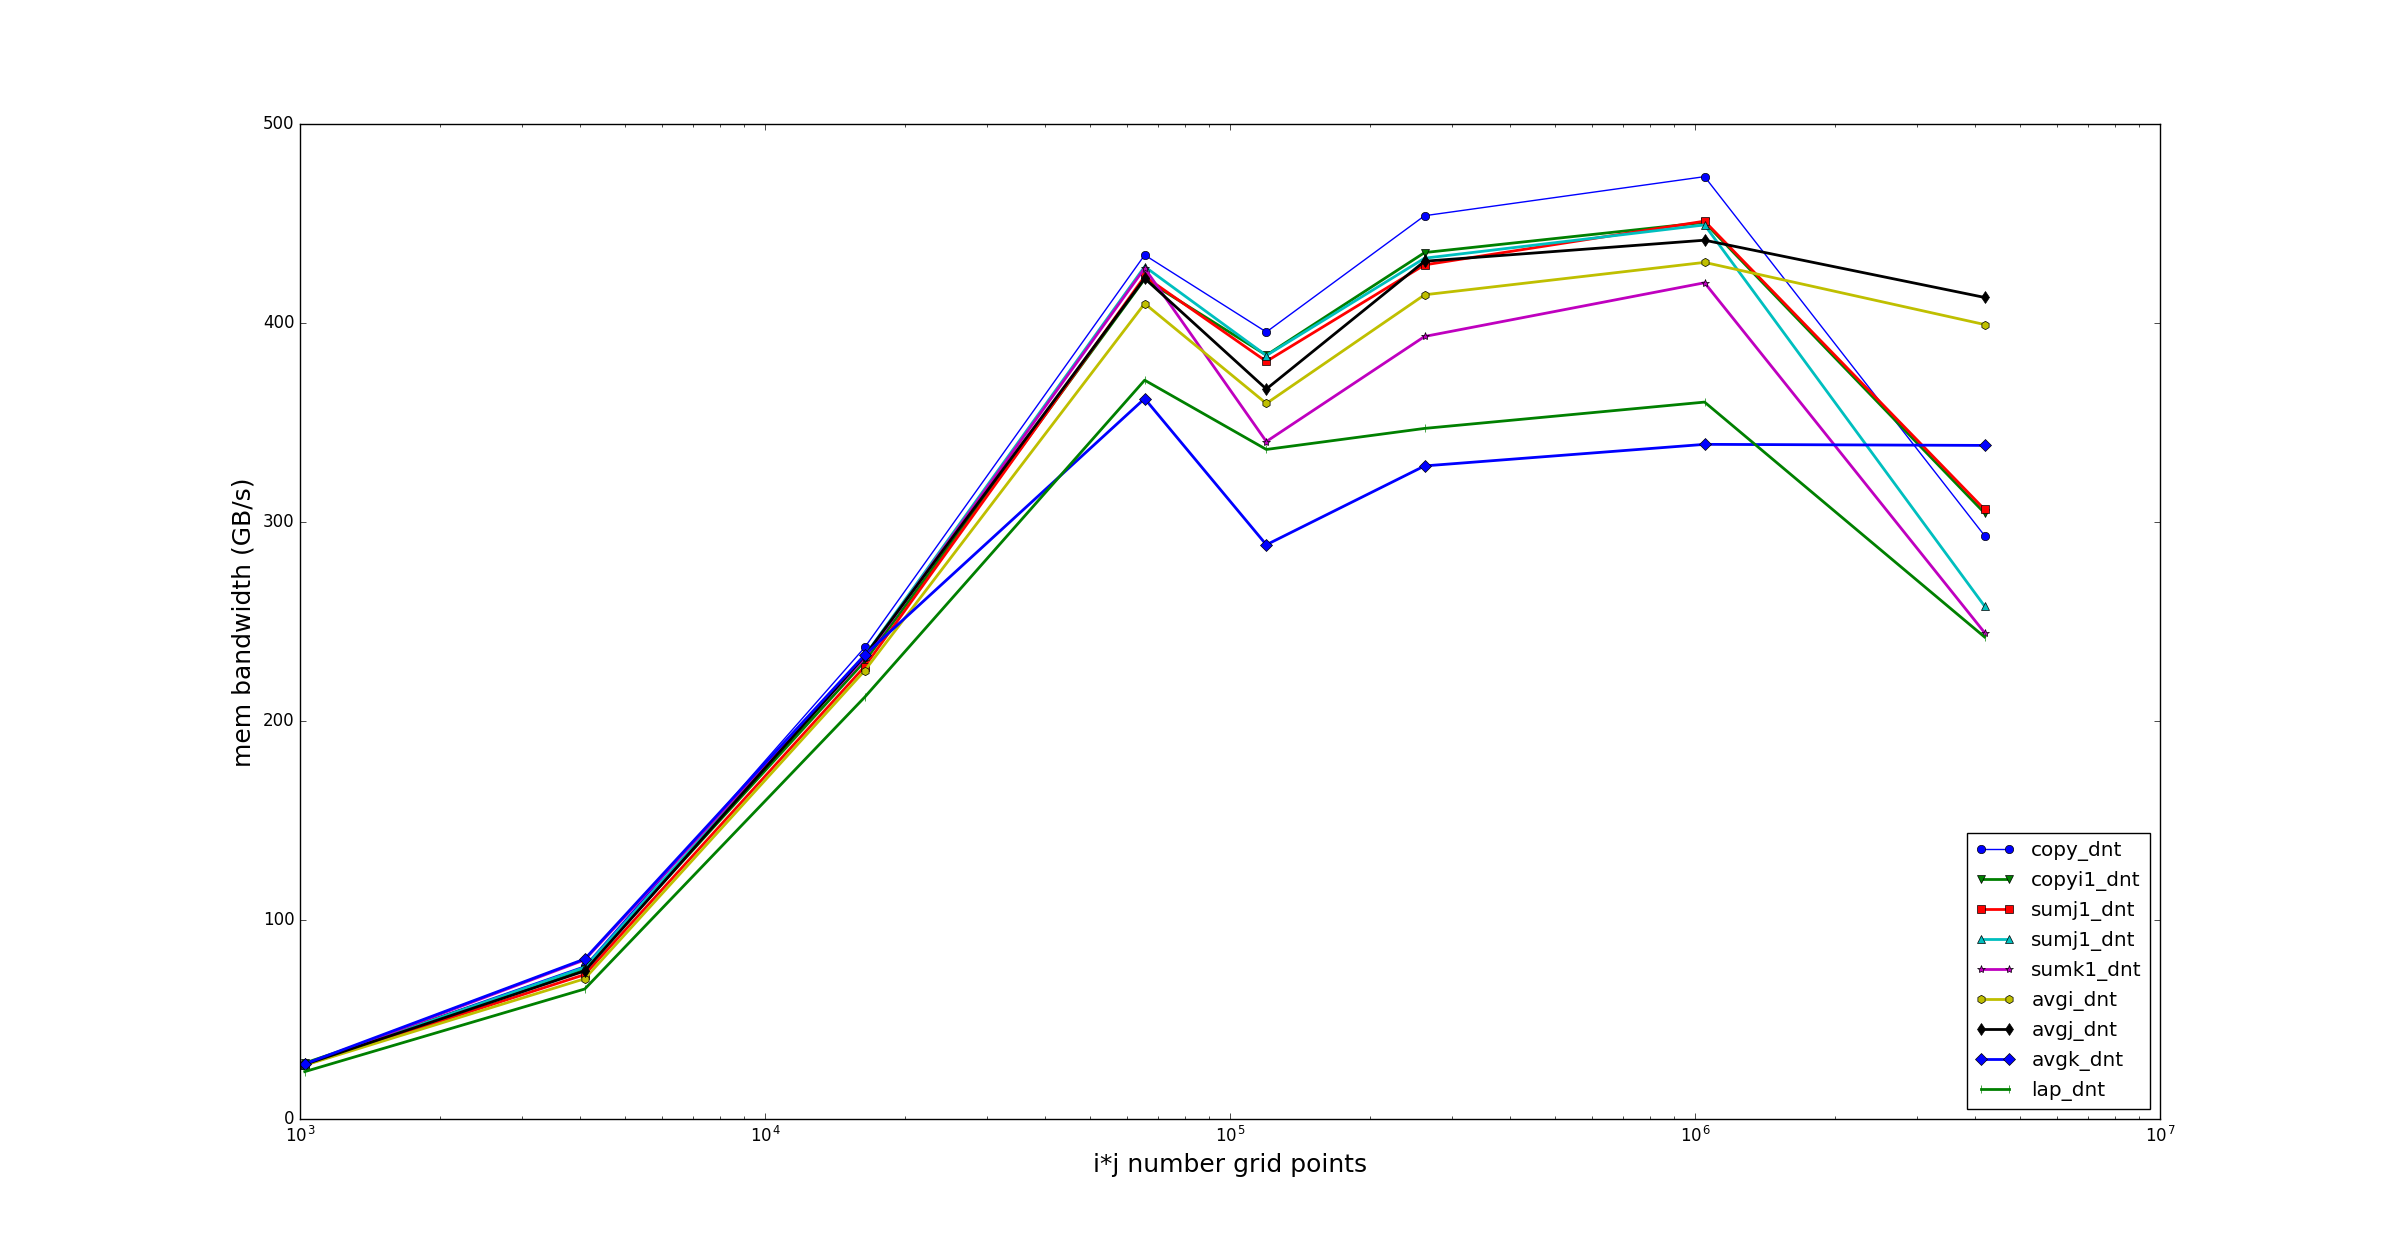 500
400
300
200
100
0
mem bandwidth (GB/s)
10³ 10⁴ 10⁵ 10⁶ 10⁷
i*j number grid points
copy_dnt
copyi1_dnt
sumj1_dnt
sumj1_dnt
sumk1_dnt
avgi_dnt
avgj_dnt
avgk_dnt
lap_dnt